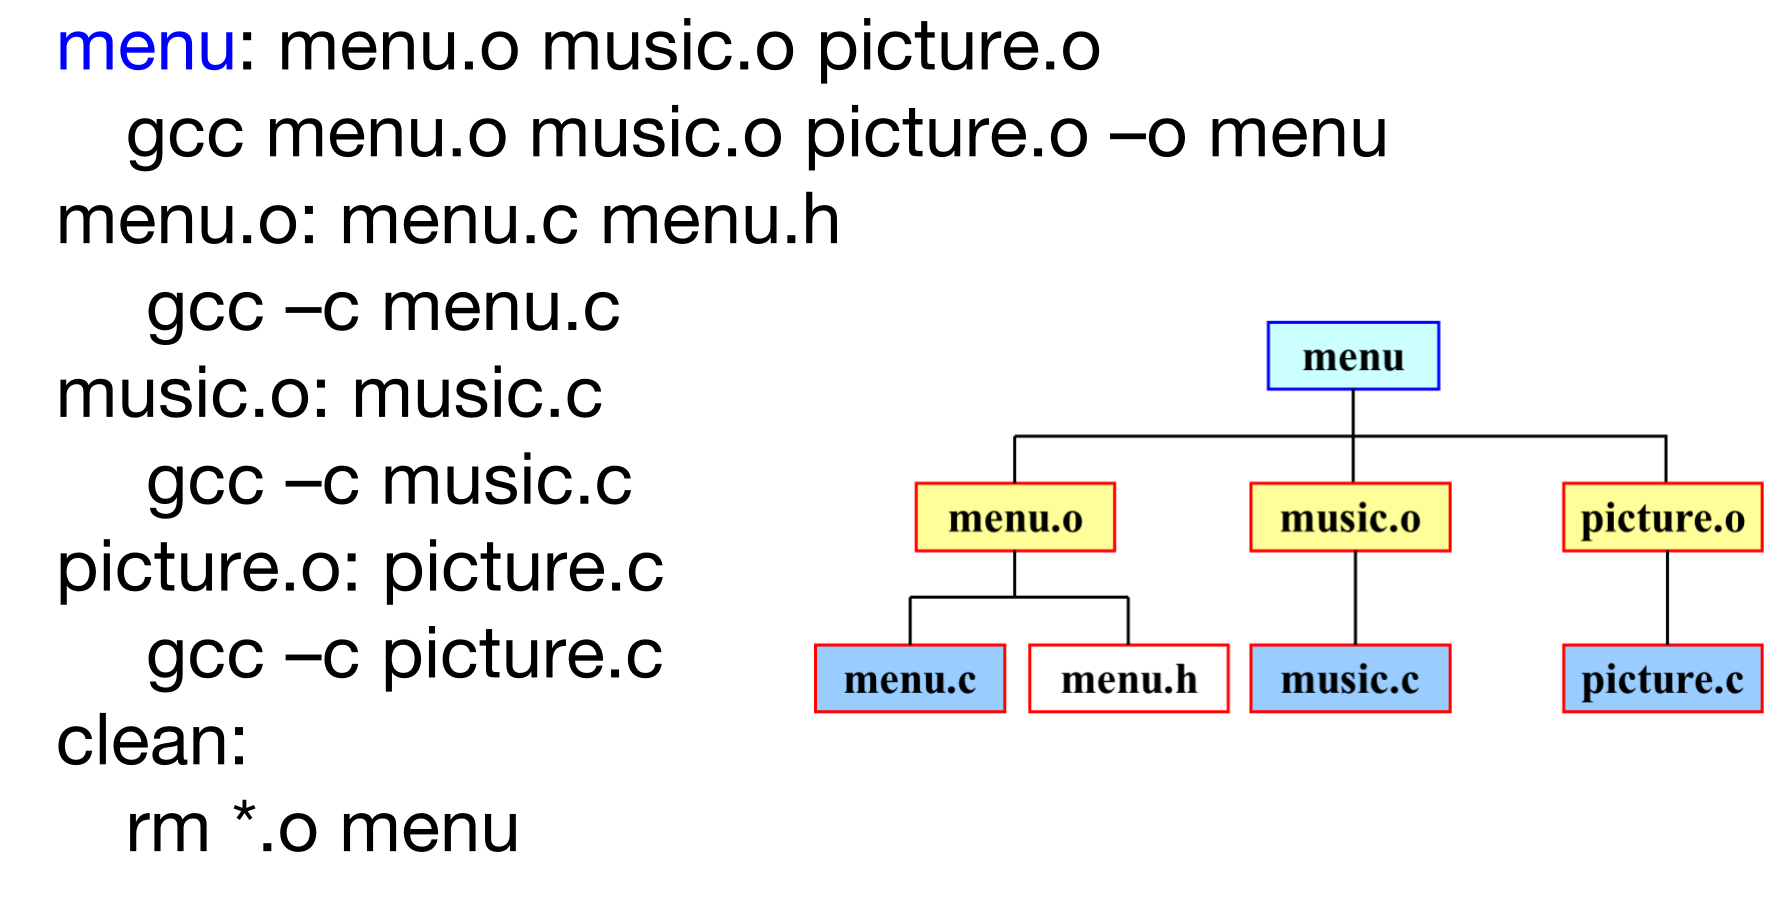 menu: menu.o music.o picture.o
gcc menu.o music.o picture.o –o menu
menu.o: menu.c menu.h
gcc –c menu.c
music.o: music.c
gcc –c music.c
picture.o: picture.c
gcc –c picture.c
clean:
rm *.o menu
menu
menu.o music.o picture.o
menu.c menu.h music.c picture.c